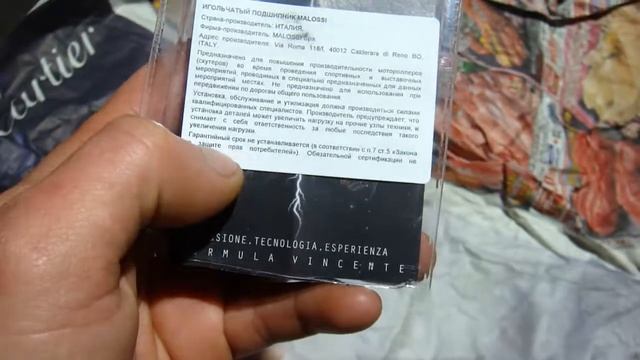 Cartier
ИГОЛЬЧАТЫЙ ПОДШИПНИК MALOSSI
Страна-производитель: ИТАЛИЯ,
Фирма-производитель: MALOSSI spa.
Адрес производителя: Via Roma 118/f, 40012 Calderara di Reno BO,
ITALY.
Предназначено для повышения производительности мотороллеров
(скутеров) во время проведения спортивных и выставочных
мероприятий, проводимых в специально предназначенных для данных
мероприятий местах. Не предназначено для использования при
передвижении по дорогам общего пользования.
Установка, обслуживание и утилизация должна производиться силами
квалифицированных специалистов. Производитель предупреждает, что
установка деталей может увеличить нагрузку на прочие узлы техники, и
снимает с себя ответственность за любые последствия такого
увеличения нагрузки.
Гарантийный срок не устанавливается (в соответствии с п.7 ст.5 «Закона
защите прав потребителей»). Обязательной сертификации не
SIONE.TECNOLOGIA.ESPERIENZA
RMULA VINCENTE